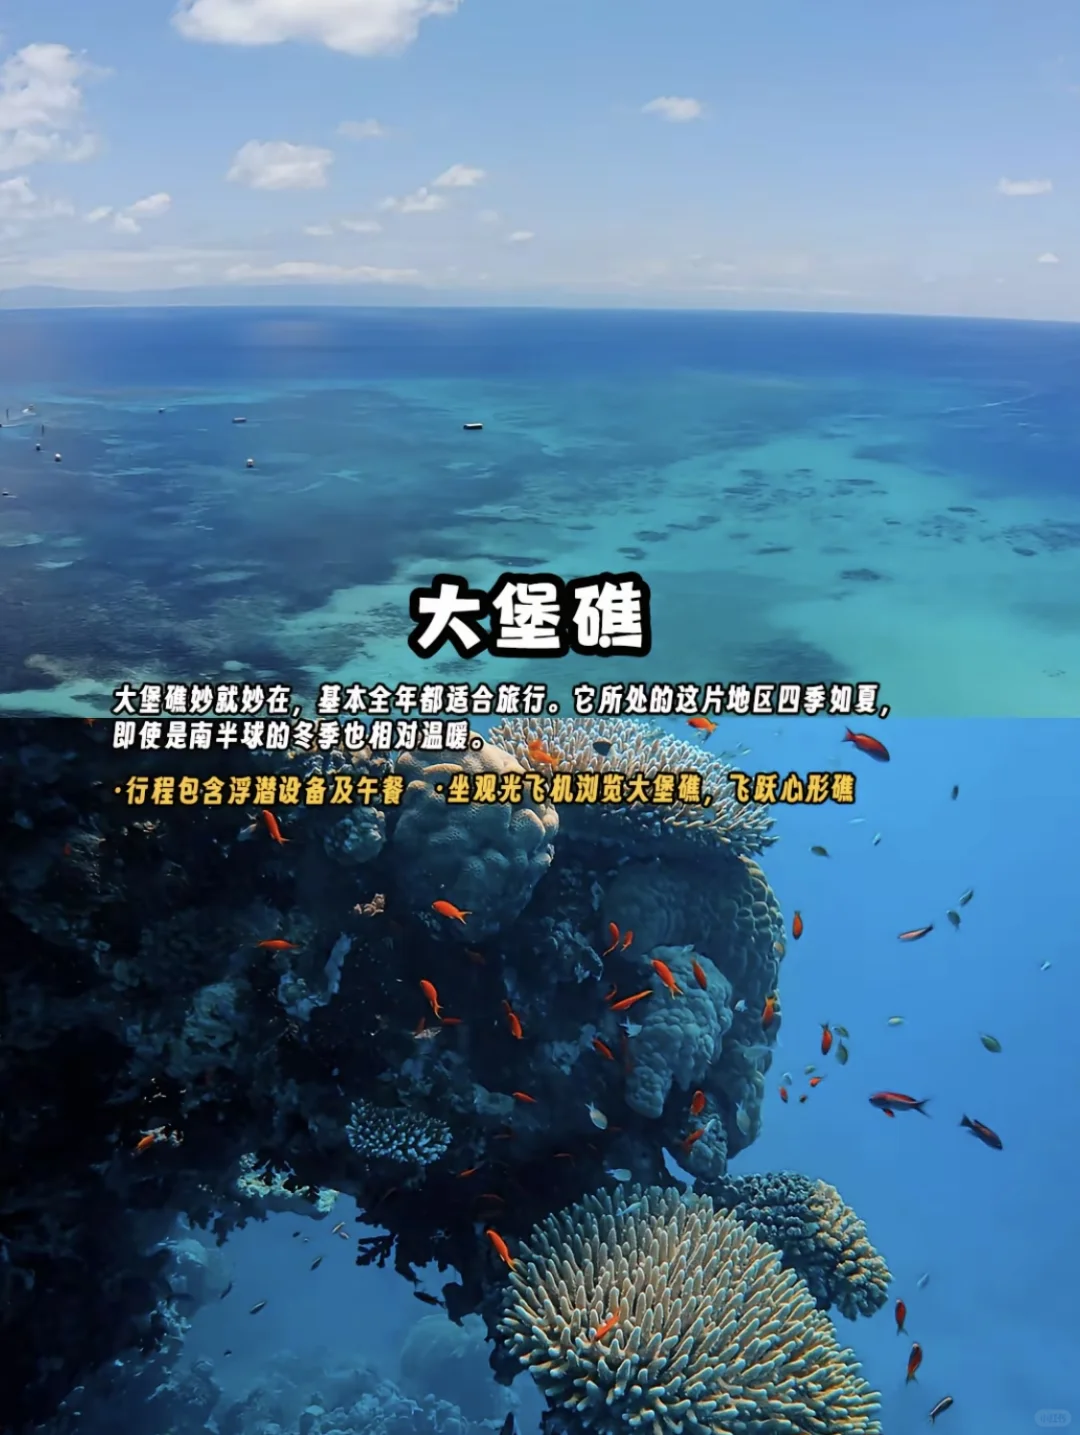 大堡礁
大堡礁妙就妙在，基本全年都适合旅行。它所处的这片地区四季如夏，
即使是南半球的冬季也相对温暖。
·行程包含浮潜设备及午餐 ·坐观光飞机浏览大堡礁，飞跃心形礁